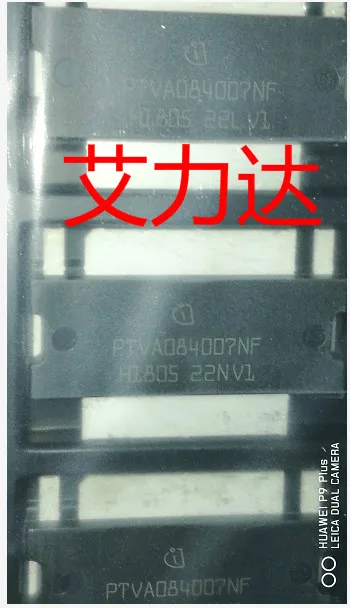 PTVA084007NF
H1805 22LV1
艾力达
PTVA084007NF
H1805 22NV1
PTVA084007NF
HUAWEI P9 Plus
LEICA DUAL CAMERA